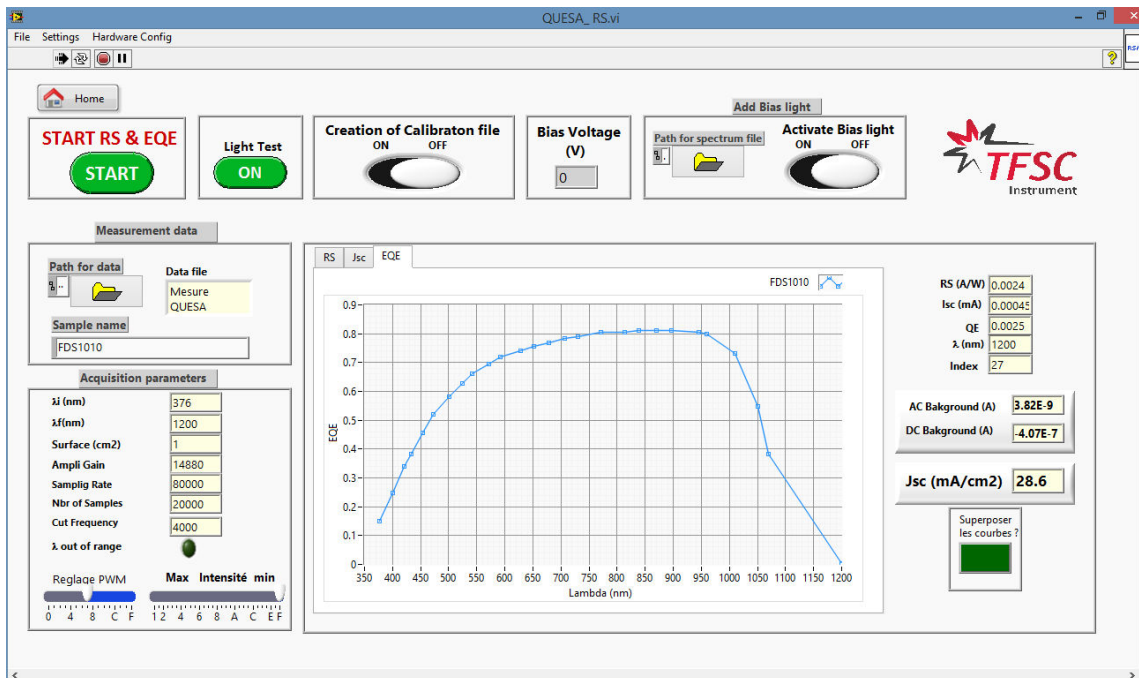 QUESA_ RS.vi
File Settings Hardware Config
RSA
Home
START RS & EQE
START
Light Test
ON
Creation of Calibraton file
ON OFF
Bias Voltage
(V)
0
Add Bias light
Path for spectrum file
Activate Bias light
ON OFF
TFSC
Instrument
Measurement data
Path for data
Data file
Mesure
QUESA
Sample name
FDS1010
Acquisition parameters
λi (nm) 376
λf(nm) 1200
Surface (cm2) 1
Ampli Gain 14880
Samplig Rate 80000
Nbr of Samples 20000
Cut Frequency 4000
λ out of range
Reglage PWM
0 4 8 C F
Max Intensité min
1 2 4 6 8 A C E F
RS Jsc EQE
FDS1010
EQE
0.9
0.8
0.7
0.6
0.5
0.4
0.3
0.2
0.1
0
350 400 450 500 550 600 650 700 750 800 850 900 950 1000 1050 1100 1150 1200
Lambda (nm)
RS (A/W) 0.0024
Isc (mA) 0.00045
QE 0.0025
λ (nm) 1200
Index 27
AC Bakground (A) 3.82E-9
DC Bakground (A) -4.07E-7
Jsc (mA/cm2) 28.6
Superposer
les courbes ?